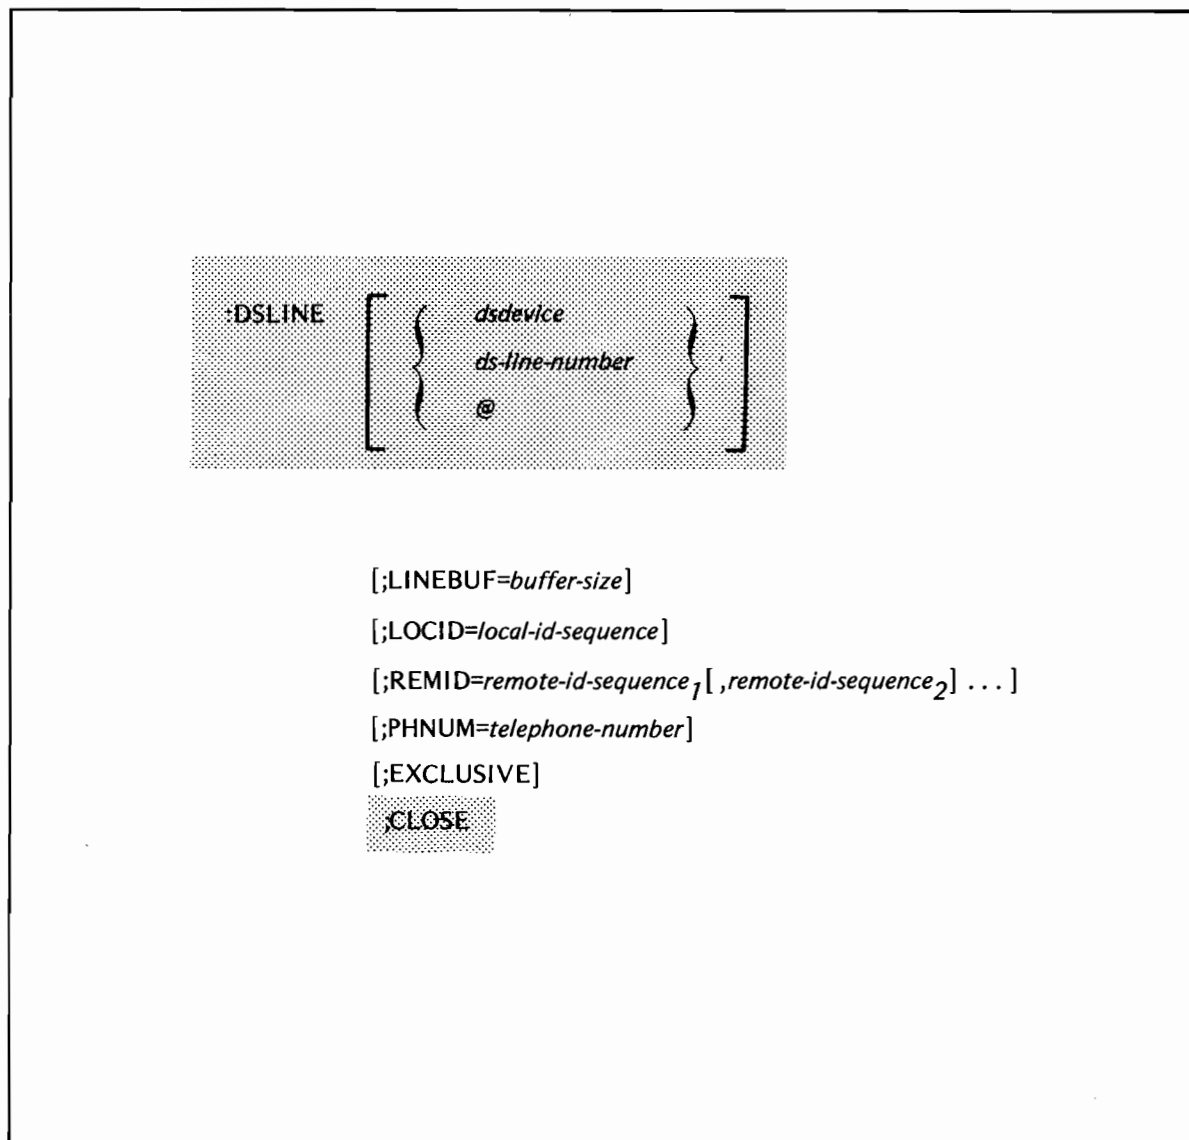 :DSLINE [ { dsdevice
ds-line-number
@ } ]
[;LINEBUF=buffer-size]
[;LOCID=local-id-sequence]
[;REMID=remote-id-sequence1[,remote-id-sequence2] ...]
[;PHNUM=telephone-number]
[;EXCLUSIVE]
;CLOSE